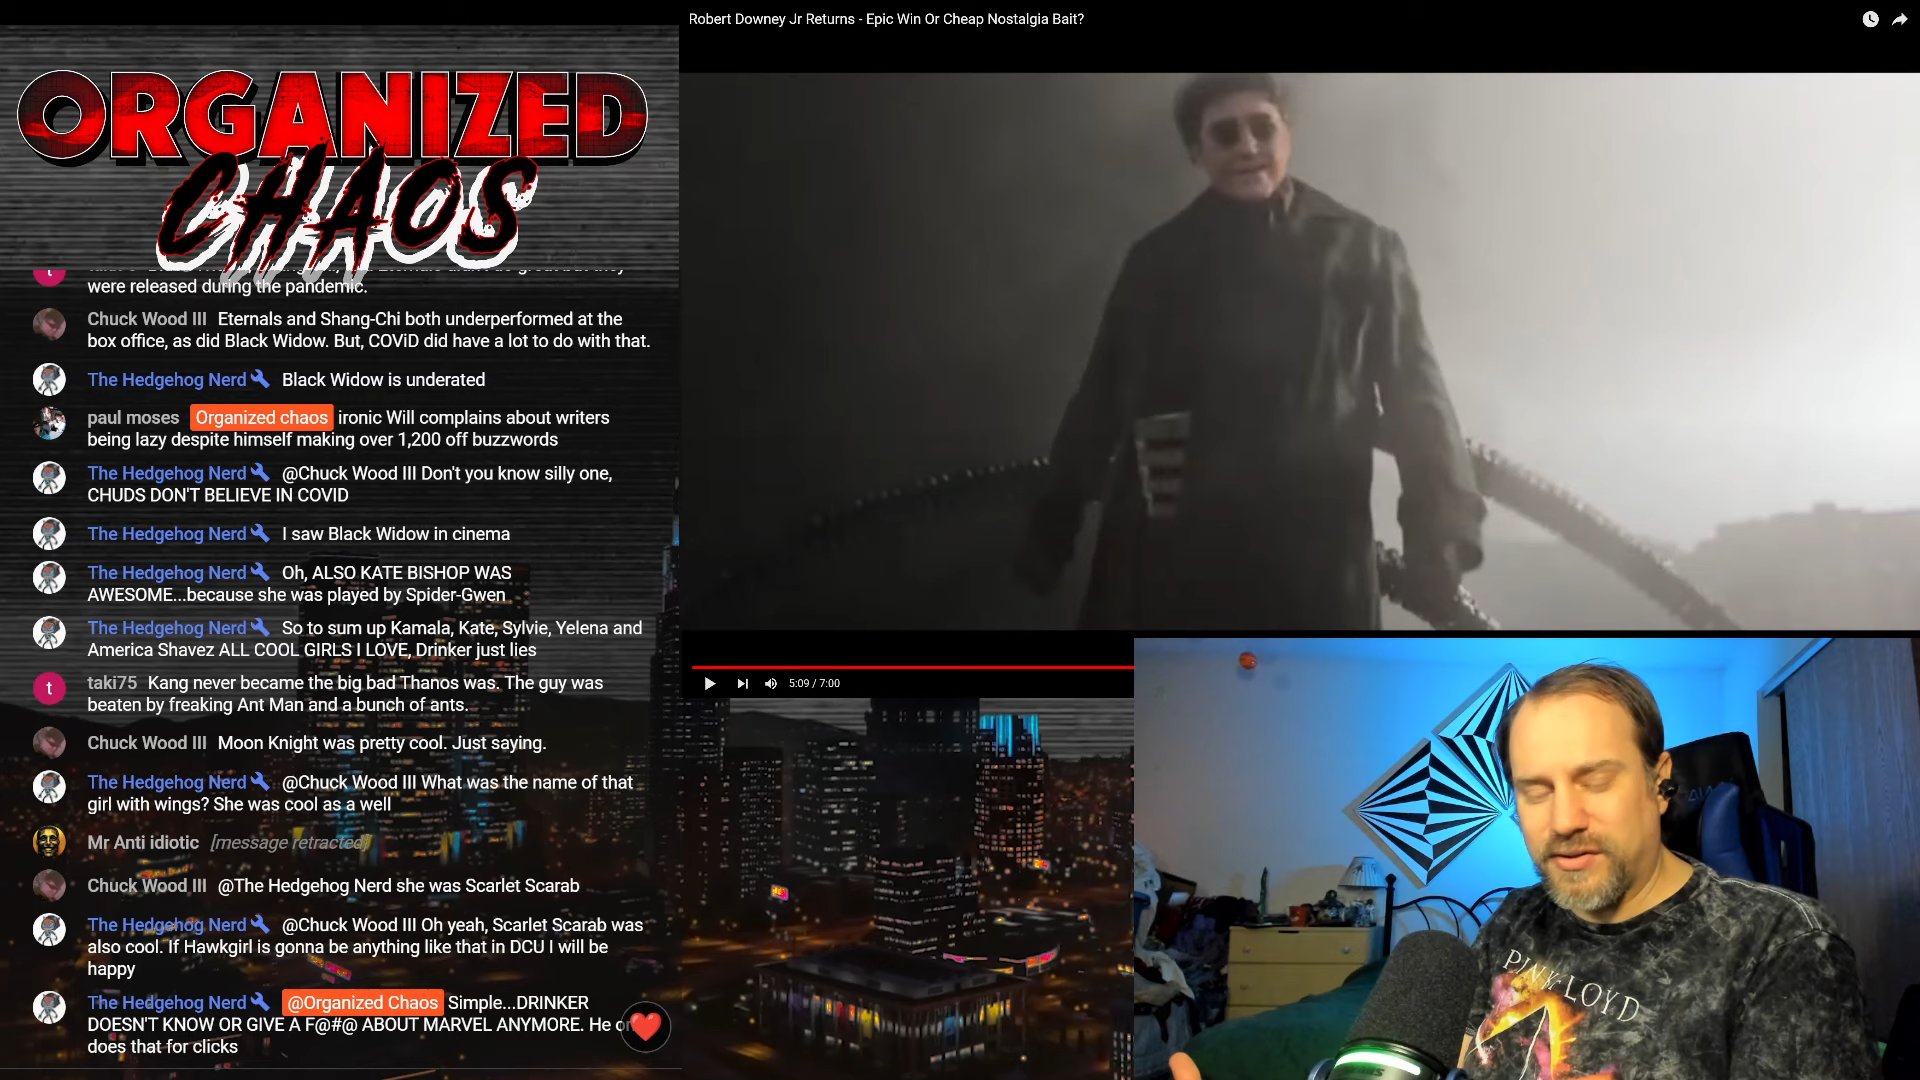 Robert Downey Jr Returns - Epic Win Or Cheap Nostalgia Bait?
ORGANIZED
CHAOS
were released during the pandemic.
Chuck Wood III Eternals and Shang-Chi both underperformed at the
box office, as did Black Widow. But, COViD did have a lot to do with that.
The Hedgehog Nerd Black Widow is underated
paul moses Organized chaos ironic Will complains about writers
being lazy despite himself making over 1,200 off buzzwords
The Hedgehog Nerd @Chuck Wood III Don't you know silly one,
CHUDS DON'T BELIEVE IN COVID
The Hedgehog Nerd I saw Black Widow in cinema
The Hedgehog Nerd Oh, ALSO KATE BISHOP WAS
AWESOME...because she was played by Spider-Gwen
The Hedgehog Nerd So to sum up Kamala, Kate, Sylvie, Yelena and
America Shavez ALL COOL GIRLS I LOVE, Drinker just lies
t taki75 Kang never became the big bad Thanos was. The guy was
beaten by freaking Ant Man and a bunch of ants.
Chuck Wood III Moon Knight was pretty cool. Just saying.
The Hedgehog Nerd @Chuck Wood III What was the name of that
girl with wings? She was cool as a well
Mr Anti idiotic [message retracted]
Chuck Wood III @The Hedgehog Nerd she was Scarlet Scarab
The Hedgehog Nerd @Chuck Wood III Oh yeah, Scarlet Scarab was
also cool. If Hawkgirl is gonna be anything like that in DCU I will be
happy
The Hedgehog Nerd @Organized Chaos Simple...DRINKER
DOESN'T KNOW OR GIVE A F@#@ ABOUT MARVEL ANYMORE. He
does that for clicks
5:09 / 7:00
PINK FLOYD